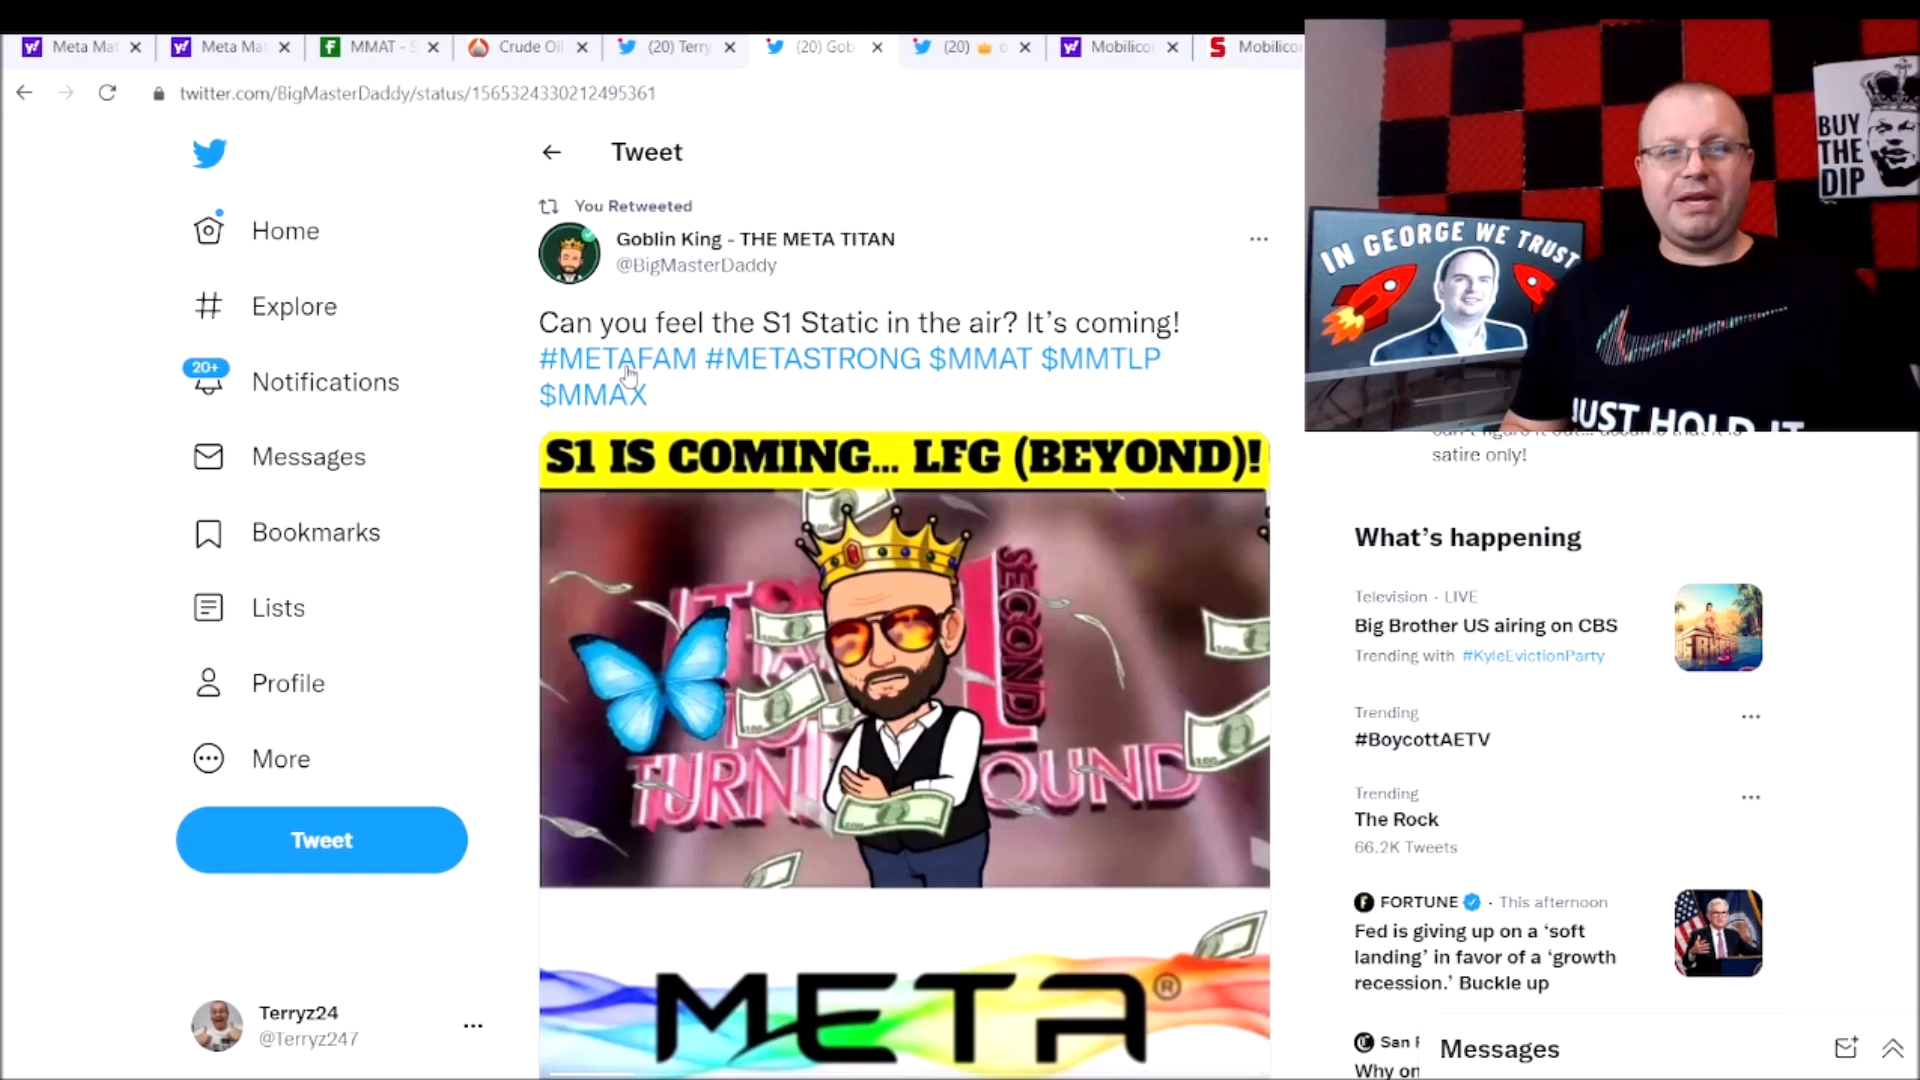 Meta Mat
Meta Mat
MMAT - S
Crude Oil
(20) Terry
(20) Gob
(20)
Mobilico
Mobilico
twitter.com/BigMasterDaddy/status/1565324330212495361
Tweet
You Retweeted
Goblin King - THE META TITAN
@BigMasterDaddy
Can you feel the S1 Static in the air? It's coming!
#METAFAM #METASTRONG $MMAT $MMTLP
$MMAX
S1 IS COMING... LFG (BEYOND)!
SECOND
TURN OUND
META®
Home
Explore
20+
Notifications
Messages
Bookmarks
Lists
Profile
More
Tweet
Terryz24
@Terryz247
BUY
THE
DIP
IN GEORGE WE TRUST
JUST HOLD IT
satire only!
What's happening
Television · LIVE
Big Brother US airing on CBS
Trending with #KyleEvictionParty
Trending
#BoycottAETV
Trending
The Rock
66.2K Tweets
FORTUNE · This afternoon
Fed is giving up on a 'soft
landing' in favor of a 'growth
recession.' Buckle up
San F
Why on
Messages